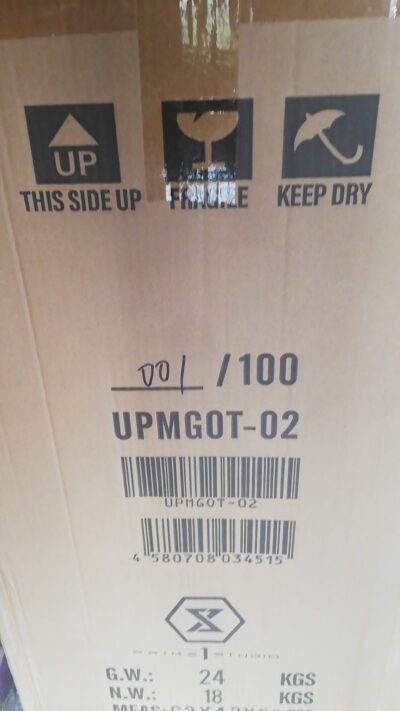 UP
THIS SIDE UP FRAGILE KEEP DRY
001 /100
UPMGOT-02
UPMGOT-02
4 580708 034515
PRIME 1 STUDIO
G.W.: 24 KGS
N.W.: 18 KGS